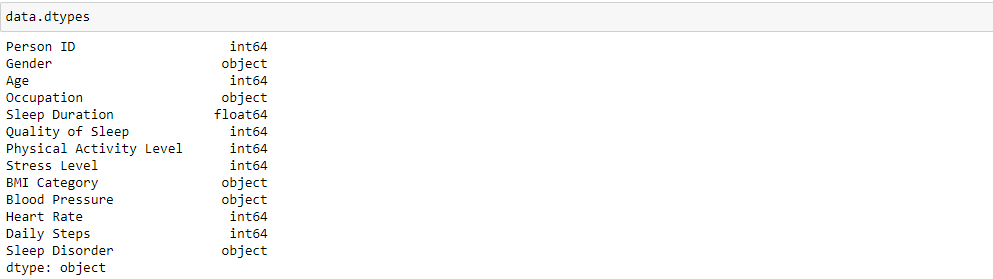 data.dtypes
Person ID                    int64
Gender                      object
Age                          int64
Occupation                  object
Sleep Duration             float64
Quality of Sleep             int64
Physical Activity Level      int64
Stress Level                 int64
BMI Category                object
Blood Pressure              object
Heart Rate                   int64
Daily Steps                  int64
Sleep Disorder              object
dtype: object